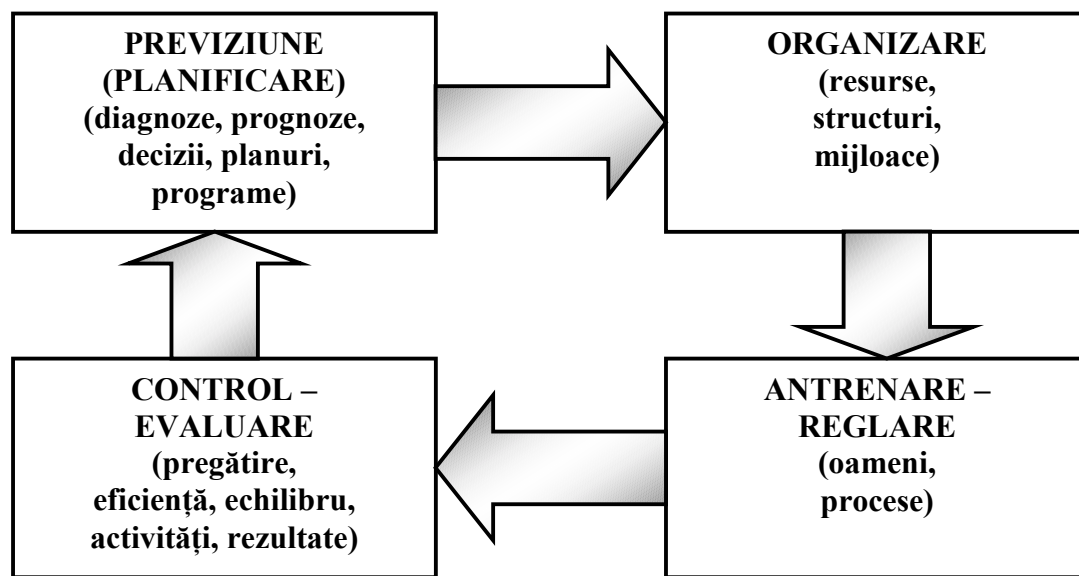 PREVIZIUNE
(PLANIFICARE)
(diagnoze, prognoze,
decizii, planuri,
programe)
ORGANIZARE
(resurse,
structuri,
mijloace)
CONTROL –
EVALUARE
(pregătire,
eficiență, echilibru,
activități, rezultate)
ANTRENARE –
REGLARE
(oameni,
procese)